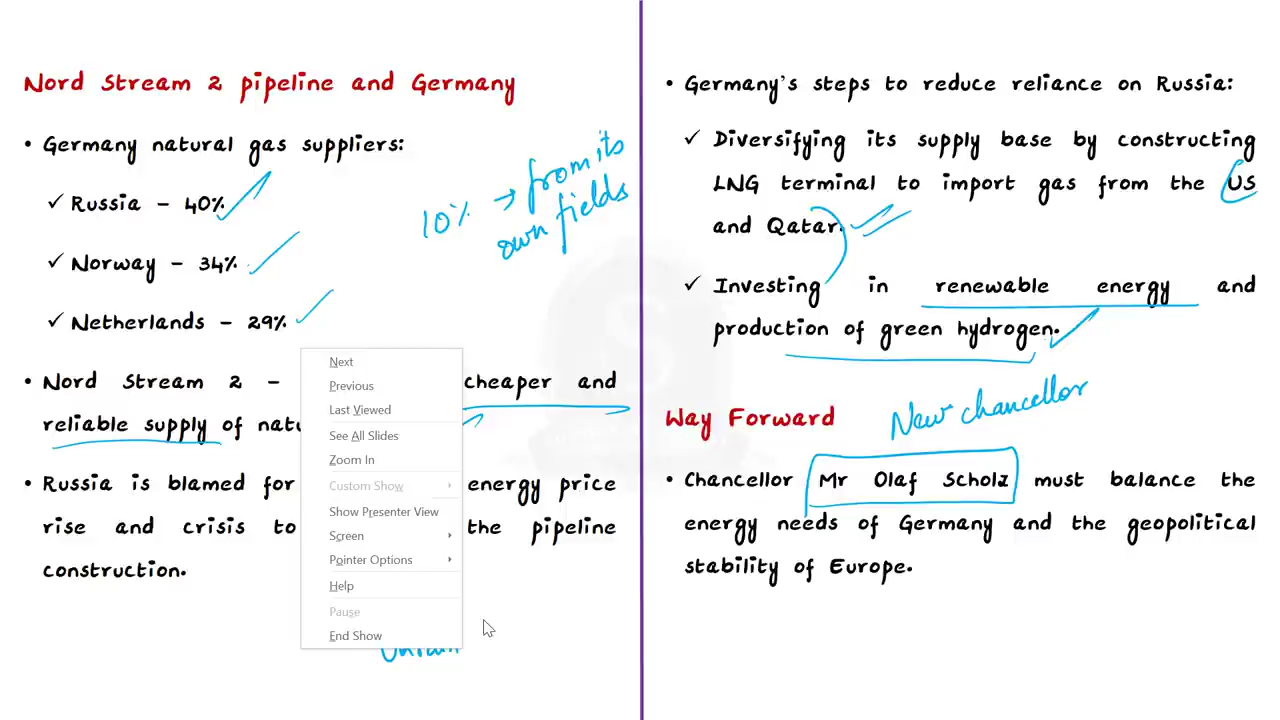 Nord Stream 2 pipeline and Germany
• Germany natural gas suppliers:
✓ Russia – 40%
✓ Norway – 34%
✓ Netherlands – 29%
10% → from its
own fields
• Nord Stream 2 – cheaper and
reliable supply of
• Russia is blamed for energy price
rise and crisis to the pipeline
construction.
Next
Previous
Last Viewed
See All Slides
Zoom In
Custom Show
Show Presenter View
Screen
Pointer Options
Help
Pause
End Show
• Germany's steps to reduce reliance on Russia:
✓ Diversifying its supply base by constructing
LNG terminal to import gas from the US
and Qatar.
✓ Investing in renewable energy and
production of green hydrogen.
New chancellor
Way Forward
• Chancellor Mr Olaf Scholz must balance the
energy needs of Germany and the geopolitical
stability of Europe.